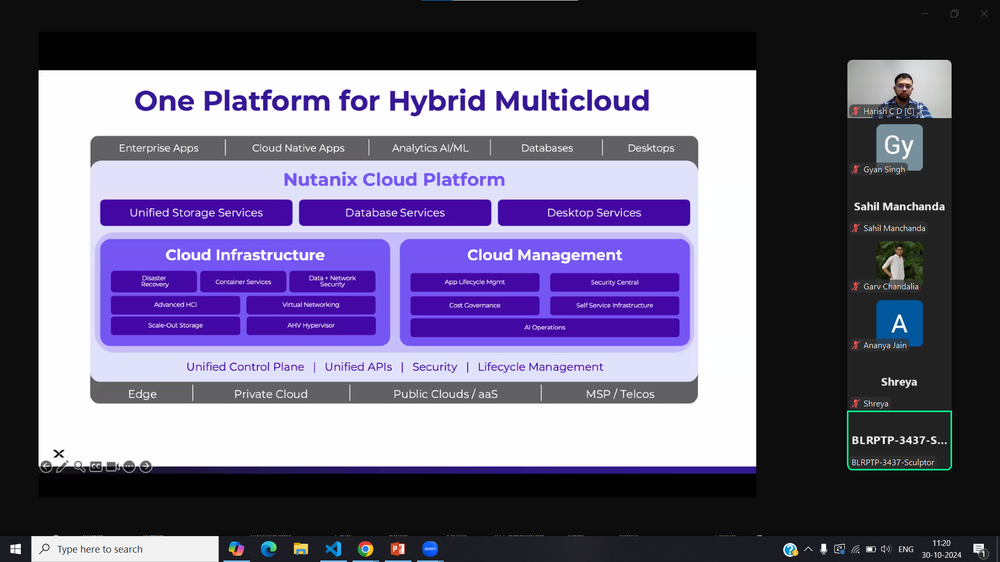 One Platform for Hybrid Multicloud
Enterprise Apps | Cloud Native Apps | Analytics AI/ML | Databases | Desktops
Nutanix Cloud Platform
Unified Storage Services
Database Services
Desktop Services
Cloud Infrastructure
Disaster
Recovery
Container Services
Data + Network
Security
Advanced HCI
Virtual Networking
Scale-Out Storage
AHV Hypervisor
Cloud Management
App Lifecycle Mgmt
Security Central
Cost Governance
Self Service Infrastructure
AI Operations
Unified Control Plane | Unified APIs | Security | Lifecycle Management
Edge | Private Cloud | Public Clouds / aaS | MSP / Telcos
CC
Harish C D [C]
Gy
Gyan Singh
Sahil Manchanda
Sahil Manchanda
Garv Chandalia
A
Ananya Jain
Shreya
Shreya
BLRPTP-3437-S...
BLRPTP-3437-Sculptor
Type here to search
zoom
ENG
11:20
30-10-2024
1